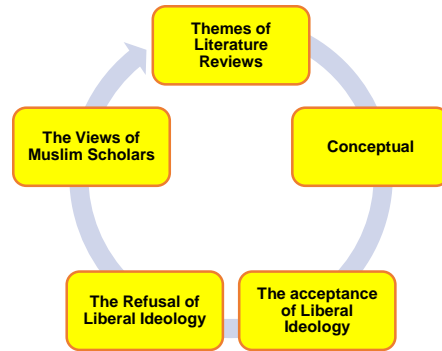 Themes of
Literature
Reviews
Conceptual
The acceptance
of Liberal
Ideology
The Refusal of
Liberal Ideology
The Views of
Muslim Scholars